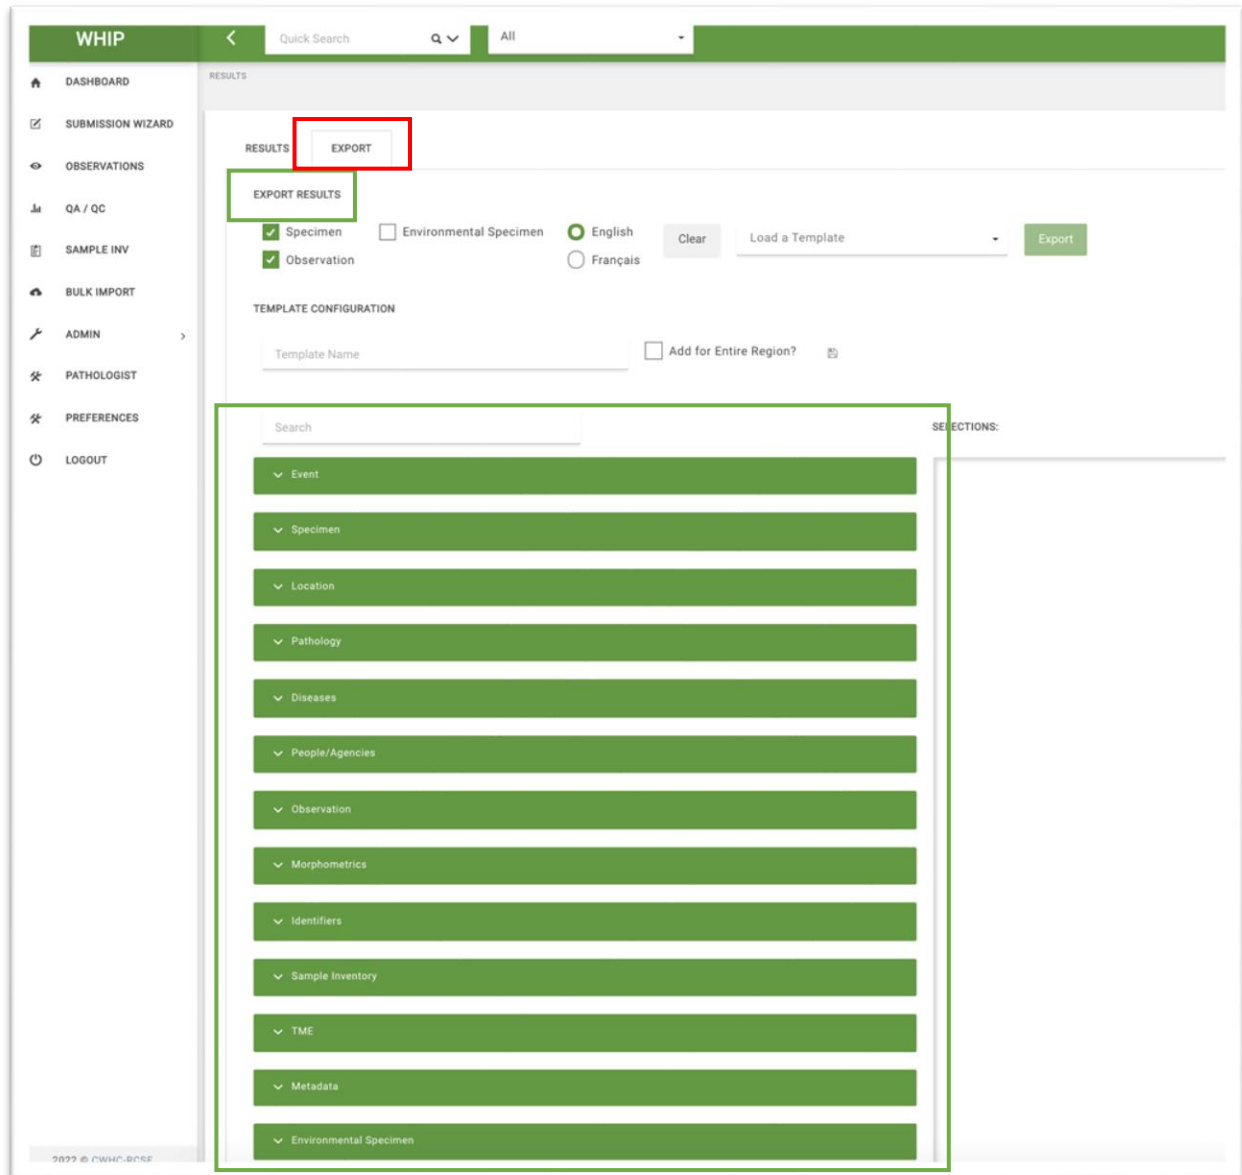 WHIP
Quick Search
All
DASHBOARD
SUBMISSION WIZARD
OBSERVATIONS
QA / QC
SAMPLE INV
BULK IMPORT
ADMIN
PATHOLOGIST
PREFERENCES
LOGOUT
2022 © CWHC-RCSF
RESULTS
RESULTS EXPORT
EXPORT RESULTS
Specimen Environmental Specimen English Clear Load a Template Export
Observation Français
TEMPLATE CONFIGURATION
Template Name Add for Entire Region?
Search
SELECTIONS:
Event
Specimen
Location
Pathology
Diseases
People/Agencies
Observation
Morphometrics
Identifiers
Sample Inventory
TME
Metadata
Environmental Specimen